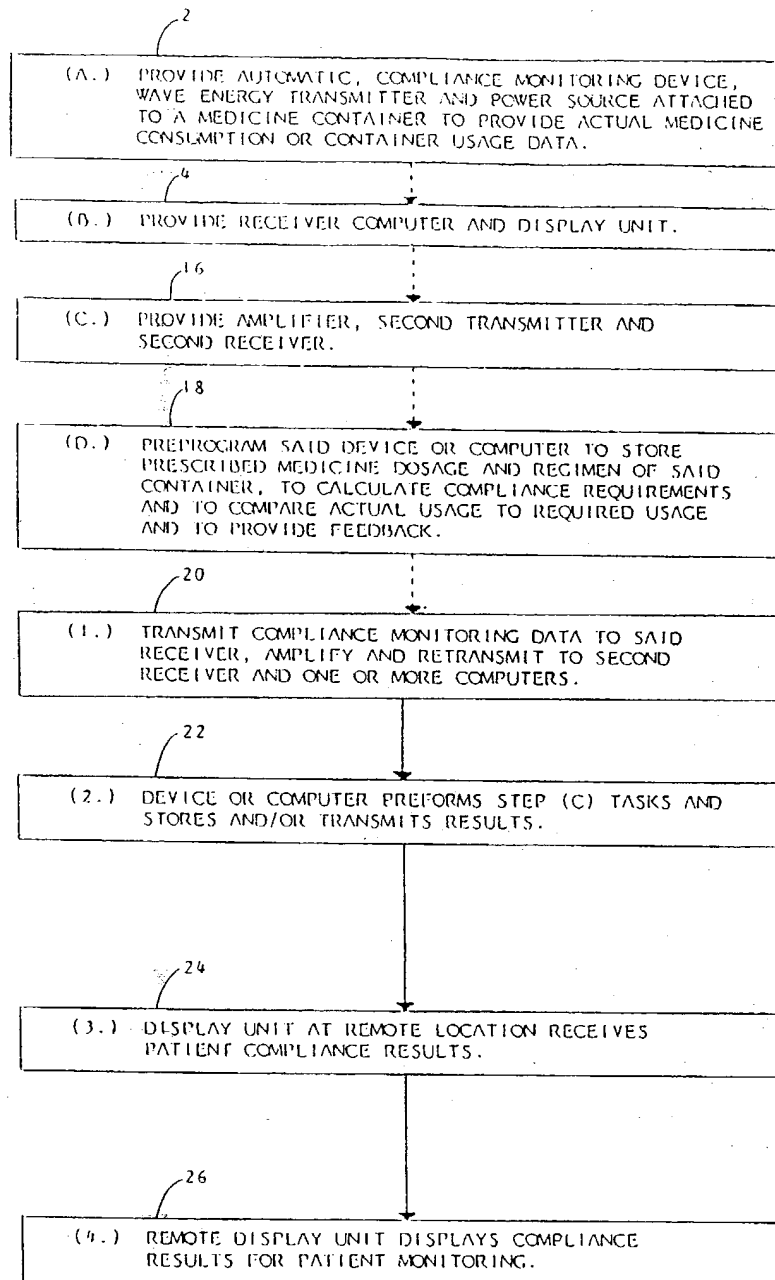 2
(A.) PROVIDE AUTOMATIC, COMPLIANCE MONITORING DEVICE,
WAVE ENERGY TRANSMITTER AND POWER SOURCE ATTACHED
TO A MEDICINE CONTAINER TO PROVIDE ACTUAL MEDICINE
CONSUMPTION OR CONTAINER USAGE DATA.
4
(B.) PROVIDE RECEIVER COMPUTER AND DISPLAY UNIT.
16
(C.) PROVIDE AMPLIFIER, SECOND TRANSMITTER AND
SECOND RECEIVER.
18
(D.) PREPROGRAM SAID DEVICE OR COMPUTER TO STORE
PRESCRIBED MEDICINE DOSAGE AND REGIMEN OF SAID
CONTAINER, TO CALCULATE COMPLIANCE REQUIREMENTS
AND TO COMPARE ACTUAL USAGE TO REQUIRED USAGE
AND TO PROVIDE FEEDBACK.
20
(1.) TRANSMIT COMPLIANCE MONITORING DATA TO SAID
RECEIVER, AMPLIFY AND RETRANSMIT TO SECOND
RECEIVER AND ONE OR MORE COMPUTERS.
22
(2.) DEVICE OR COMPUTER PREFORMS STEP (C) TASKS AND
STORES AND/OR TRANSMITS RESULTS.
24
(3.) DISPLAY UNIT AT REMOTE LOCATION RECEIVES
PATIENT COMPLIANCE RESULTS.
26
(4.) REMOTE DISPLAY UNIT DISPLAYS COMPLIANCE
RESULTS FOR PATIENT MONITORING.